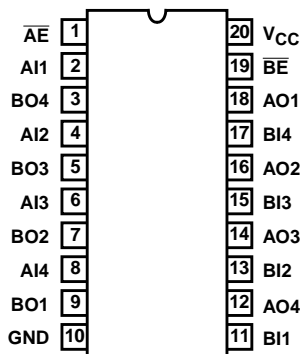 A̅E̅ 1 20 VCC
AI1 2 19 B̅E̅
BO4 3 18 AO1
AI2 4 17 BI4
BO3 5 16 AO2
AI3 6 15 BI3
BO2 7 14 AO3
AI4 8 13 BI2
BO1 9 12 AO4
GND 10 11 BI1